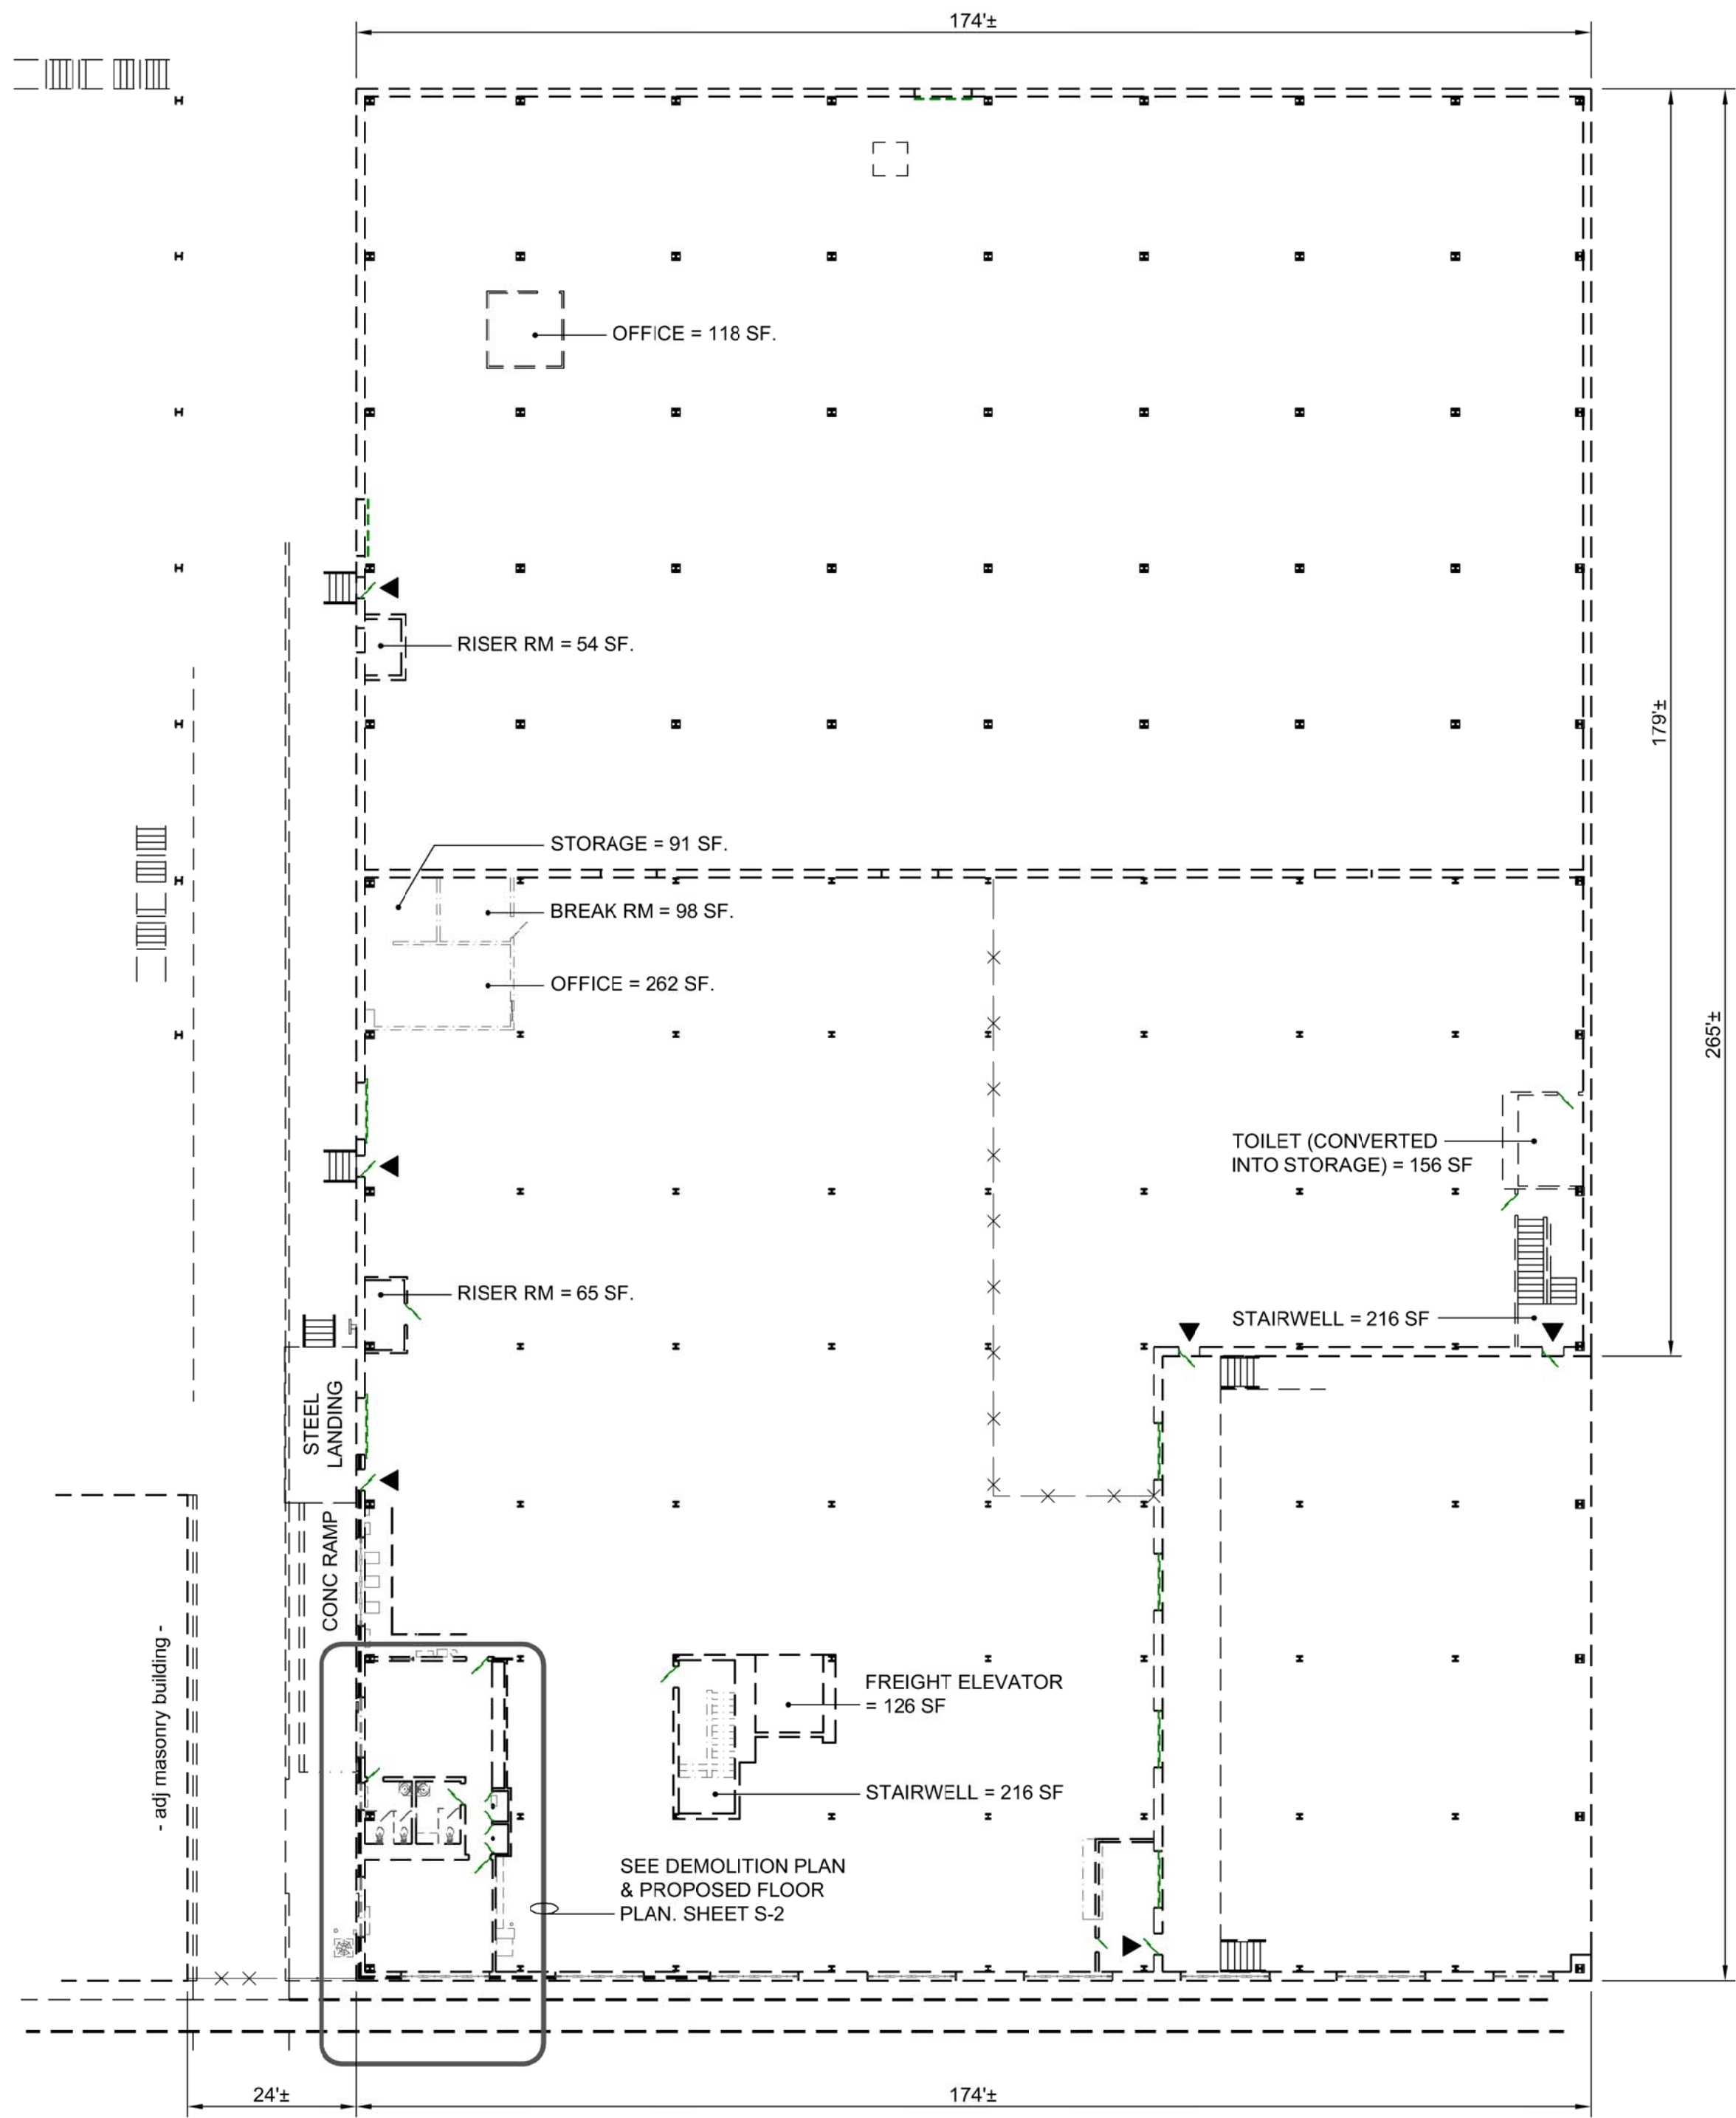 174'±
OFFICE = 118 SF.
RISER RM = 54 SF.
179'±
STORAGE = 91 SF.
BREAK RM = 98 SF.
OFFICE = 262 SF.
265'±
TOILET (CONVERTED
INTO STORAGE) = 156 SF
RISER RM = 65 SF.
STAIRWELL = 216 SF
STEEL
LANDING
CONC RAMP
- adj masonry building -
FREIGHT ELEVATOR
= 126 SF
STAIRWELL = 216 SF
SEE DEMOLITION PLAN
& PROPOSED FLOOR
PLAN. SHEET S-2
24'±
174'±